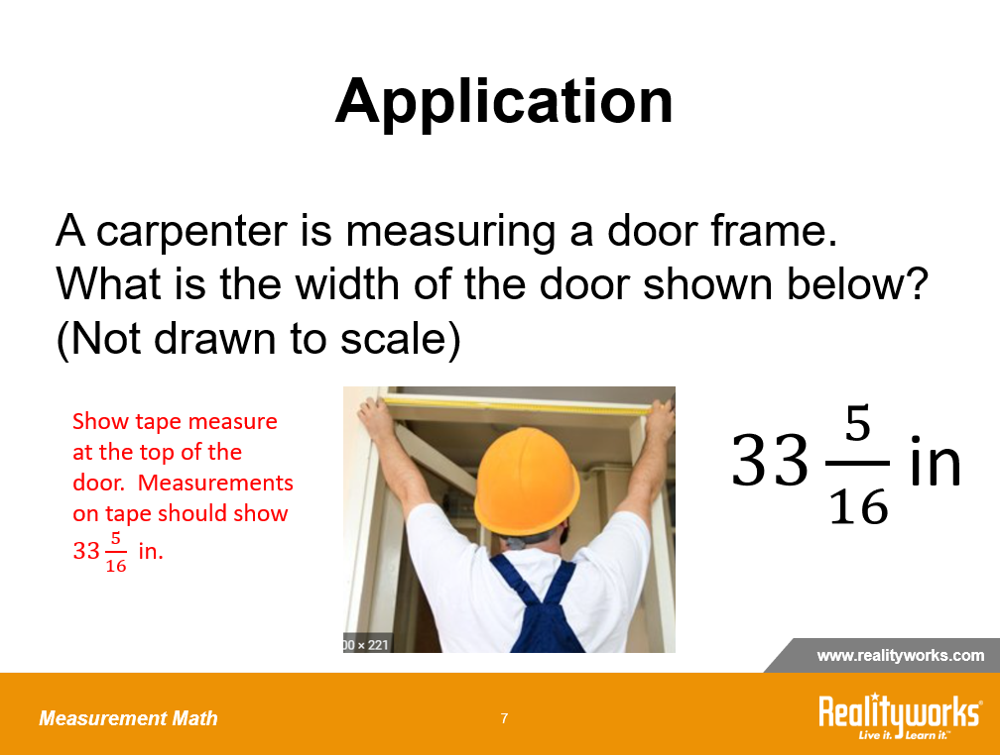 Application
A carpenter is measuring a door frame.
What is the width of the door shown below?
(Not drawn to scale)
Show tape measure
at the top of the
door.  Measurements
on tape should show
33 5/16 in.
00 × 221
33 5/16 in
www.realityworks.com
Measurement Math
7
Realityworks®
Live it. Learn it.™